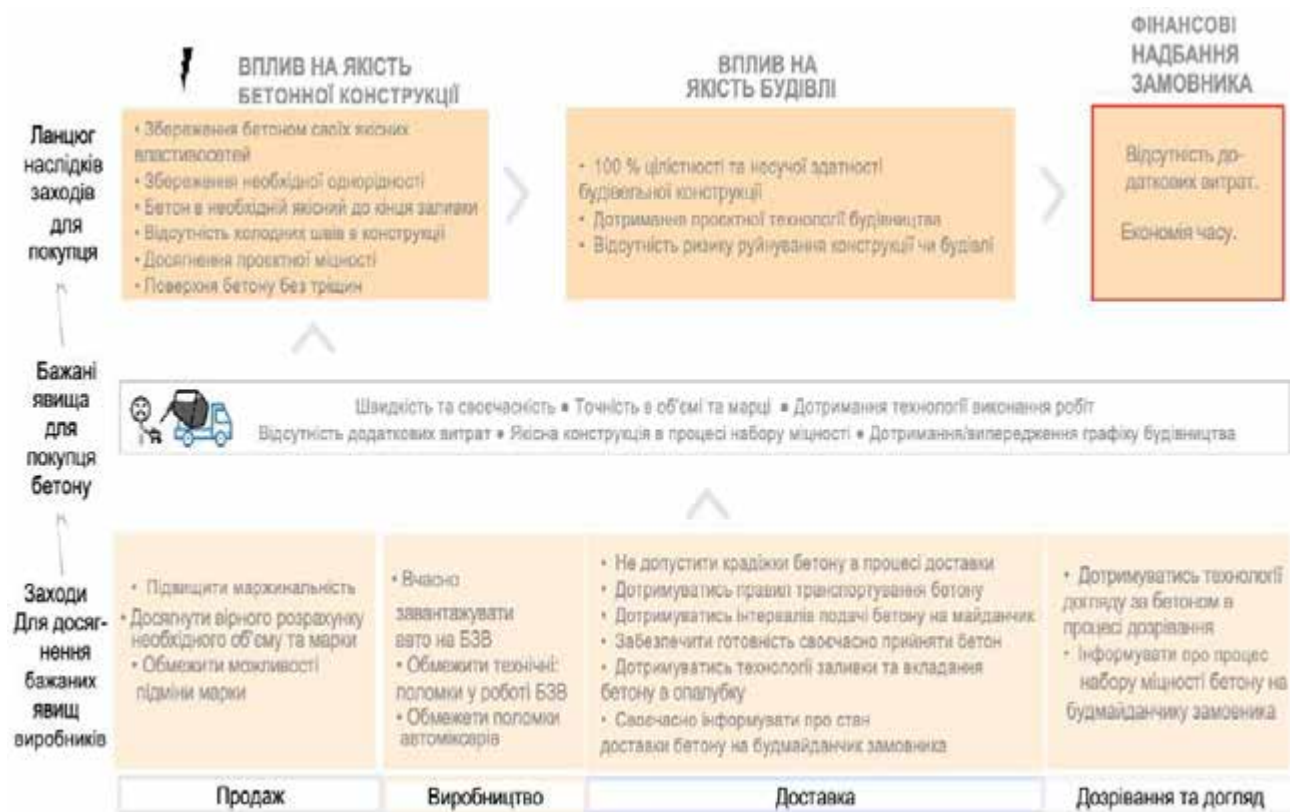 ВПЛИВ НА ЯКІСТЬ
БЕТОННОЇ КОНСТРУКЦІЇ
ВПЛИВ НА
ЯКІСТЬ БУДІВЛІ
ФІНАНСОВІ
НАДБАННЯ
ЗАМОВНИКА
Ланцюг
наслідків
заходів
для
покупця
• Збереження бетоном своїх якісних
властивосетей
• Збереження необхідної однорідності
• Бетон в необхідній якісний до кінця заливки
• Відсутність холодних швів в конструкції
• Досягнення проєктної міцності
• Поверхня бетону без тріщин
• 100 % цілістності та несучої здатності
будівельної конструкції
• Дотримання проєктної технології будівництва
• Відсутність ризику руйнування конструкції чи будівлі
Відсутність до-
даткових витрат.
Економія часу.
Бажані
явища
для
покупця
бетону
Швидкість та своєчасність ● Точність в об'ємі та марці ● Дотримання технології виконання робіт
Відсутність додаткових витрат ● Якісна конструкція в процесі набору міцності ● Дотримання/випередження графіку будівництва
Заходи
Для досяг-
нення
бажаних
явищ
виробників
• Підвищити маржинальність
• Досягнути вірного розрахунку
необхідного об'єму та марки
• Обмежити можливості
підміни марки
• Вчасно
завантажувати
авто на БЗВ
• Обмежити технічні:
поломки у роботі БЗВ
• Обмежети поломки
автоміксерів
• Не допустити крадіжки бетону в процесі доставки
• Дотримуватись правил транспортування бетону
• Дотримуватись інтервалів подачі бетону на майданчик
• Забезпечити готовність своєчасно прийняти бетон
• Дотримуватись технології заливки та вкладання
бетону в опалубку
• Своєчасно інформувати про стан
доставки бетону на будмайданчик замовника
• Дотримуватись технології
догляду за бетоном в
процесі дозрівання
• Інформувати про процес
набору міцності бетону на
будмайданчику замовника
Продаж
Виробництво
Доставка
Дозрівання та догляд